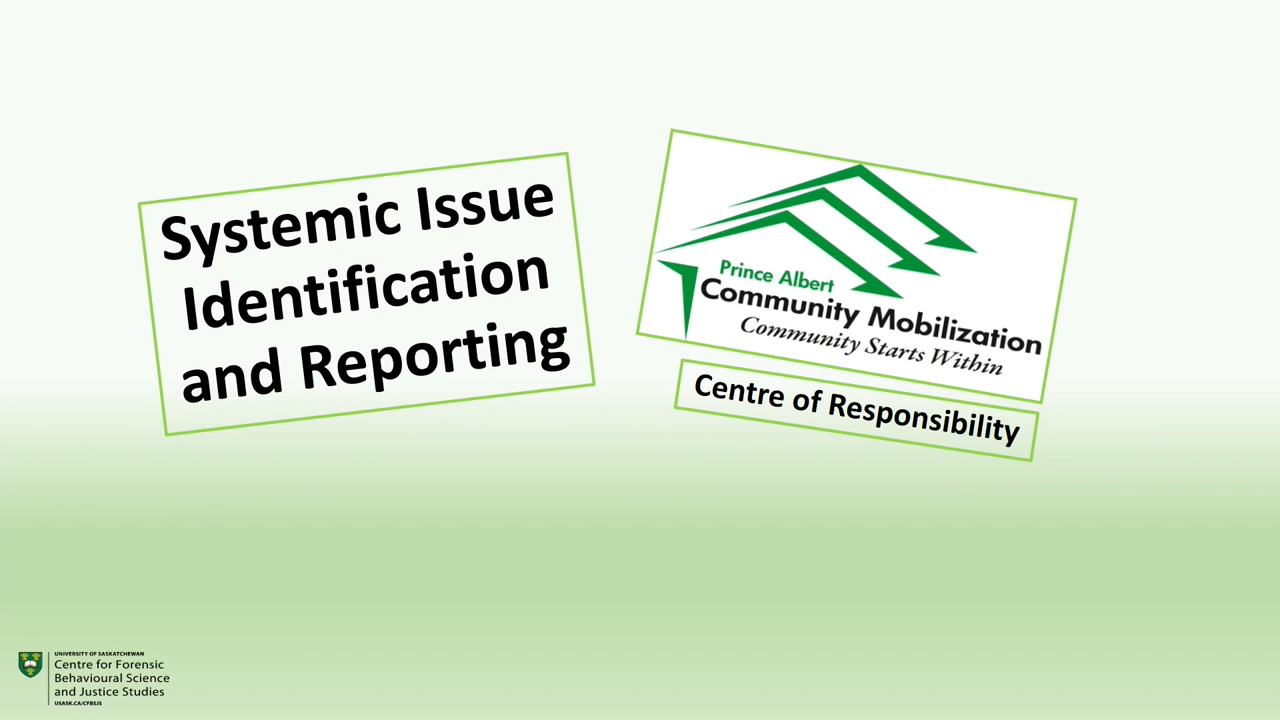 Systemic Issue
Identification
and Reporting
Prince Albert
Community Mobilization
Community Starts Within
Centre of Responsibility
UNIVERSITY OF SASKATCHEWAN
Centre for Forensic
Behavioural Science
and Justice Studies
USASK.CA/CFBSJS